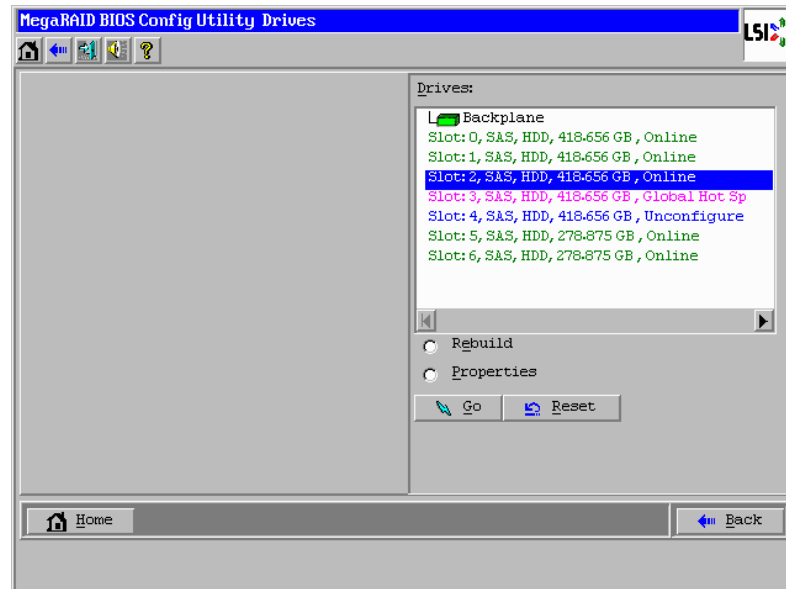 MegaRAID BIOS Config Utility Drives
LSI
?
Drives:
Backplane
Slot: 0, SAS, HDD, 418.656 GB , Online
Slot: 1, SAS, HDD, 418.656 GB , Online
Slot: 2, SAS, HDD, 418.656 GB , Online
Slot: 3, SAS, HDD, 418.656 GB , Global Hot Sp
Slot: 4, SAS, HDD, 418.656 GB , Unconfigure
Slot: 5, SAS, HDD, 278.875 GB , Online
Slot: 6, SAS, HDD, 278.875 GB , Online
Rebuild
Properties
Go Reset
Home Back